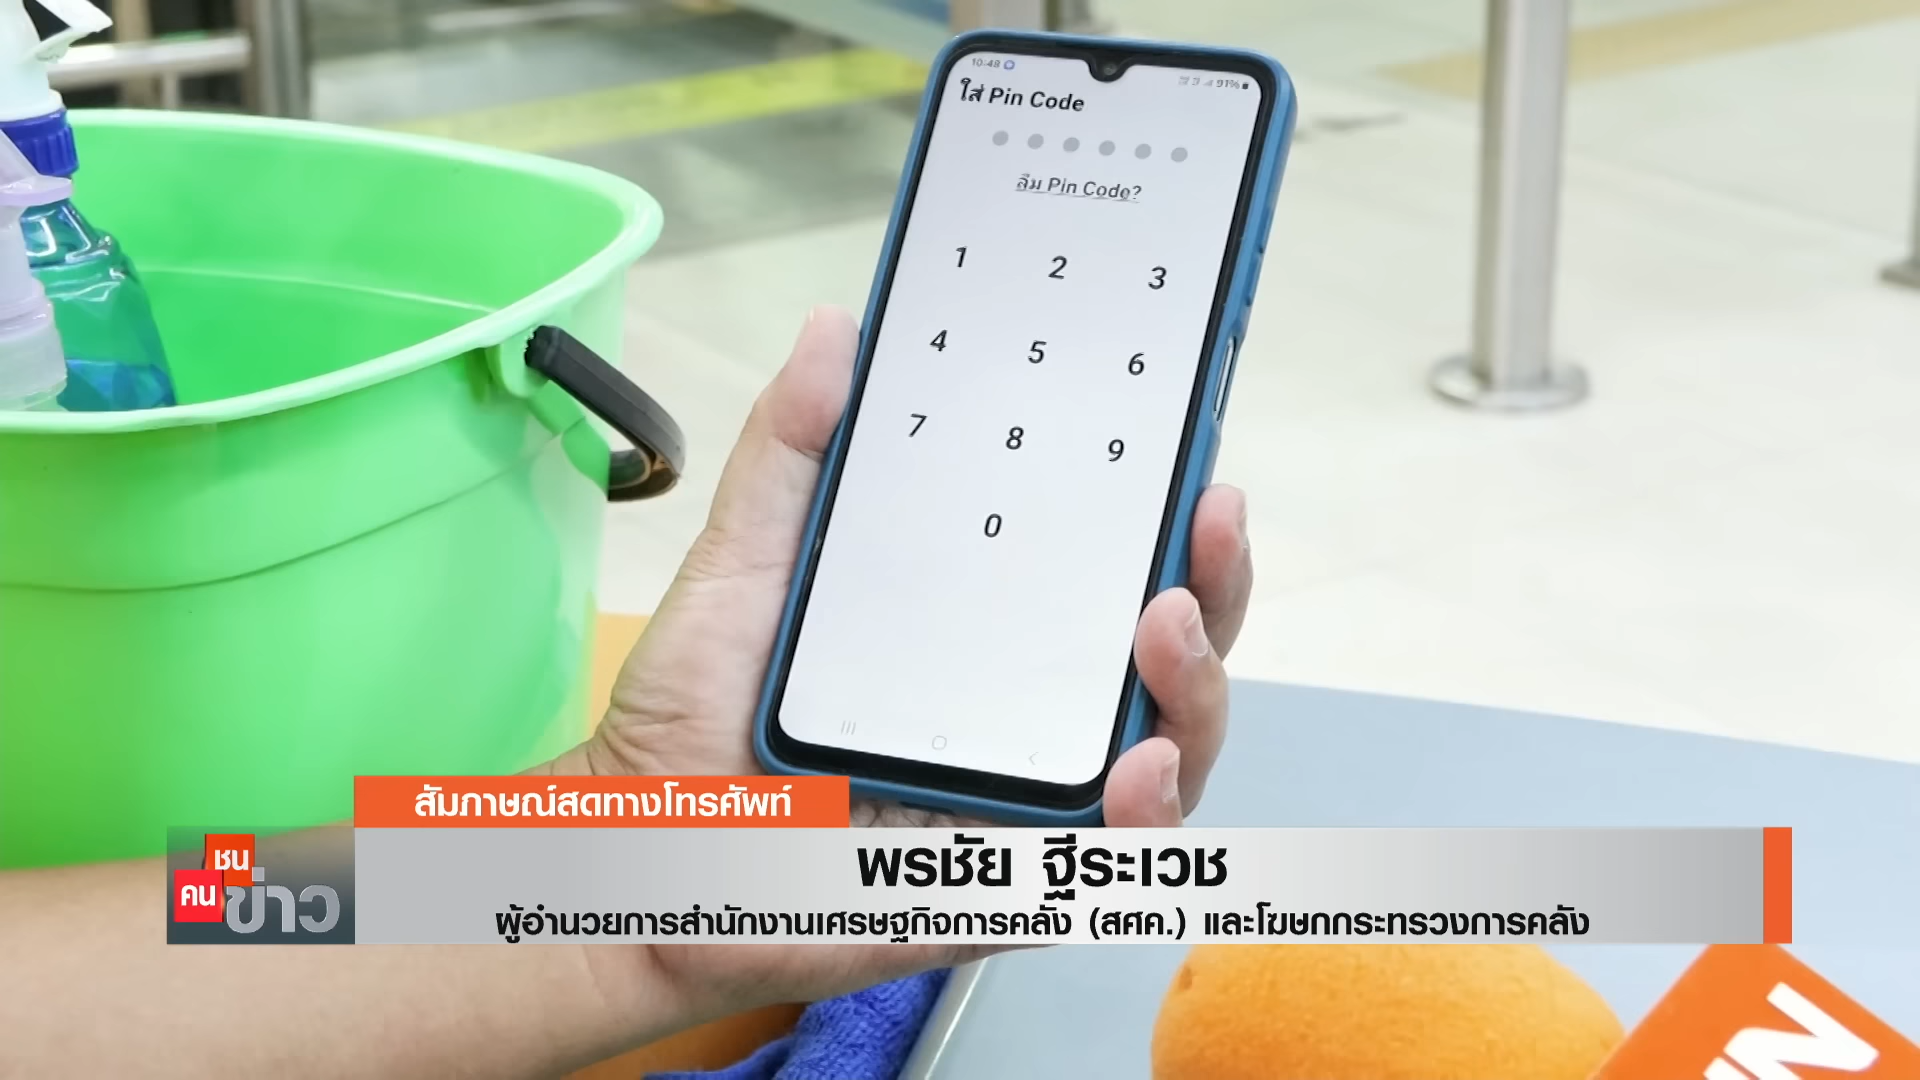 10:48
91%
ใส่ Pin Code
ลืม Pin Code?
1 2 3
4 5 6
7 8 9
0
สัมภาษณ์สดทางโทรศัพท์
ชน
คน
ข่าว
พรชัย ฐีระเวช
ผู้อำนวยการสำนักงานเศรษฐกิจการคลัง (สศค.) และโฆษกกระทรวงการคลัง